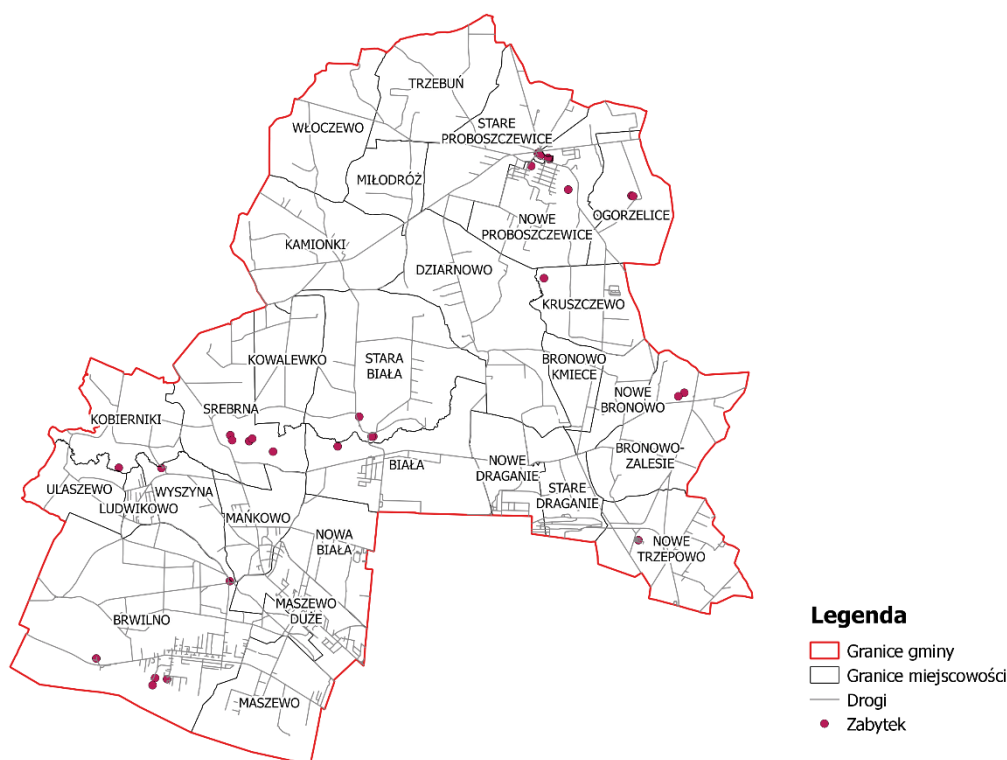 TRZEBUŃ
STARE
PROBOSZCZEWICE
WŁOCZEWO
MIŁODRÓŻ
OGORZELICE
NOWE
PROBOSZCZEWICE
KAMIONKI
DZIARNOWO
KRUSZCZEWO
KOWALEWKO
STARA
BIAŁA
BRONOWO
KMIECE
NOWE
BRONOWO
SREBRNA
KOBIERNIKI
BRONOWO-
ZALESIE
BIAŁA
NOWE
DRAGANIE
ULASZEWO
WYSZYNA
LUDWIKOWO
STARE
DRAGANIE
MAŃKOWO
NOWA
BIAŁA
NOWE
TRZEPOWO
MASZEWO
DUŻE
BRWILNO
MASZEWO
Legenda
Granice gminy
Granice miejscowości
Drogi
Zabytek